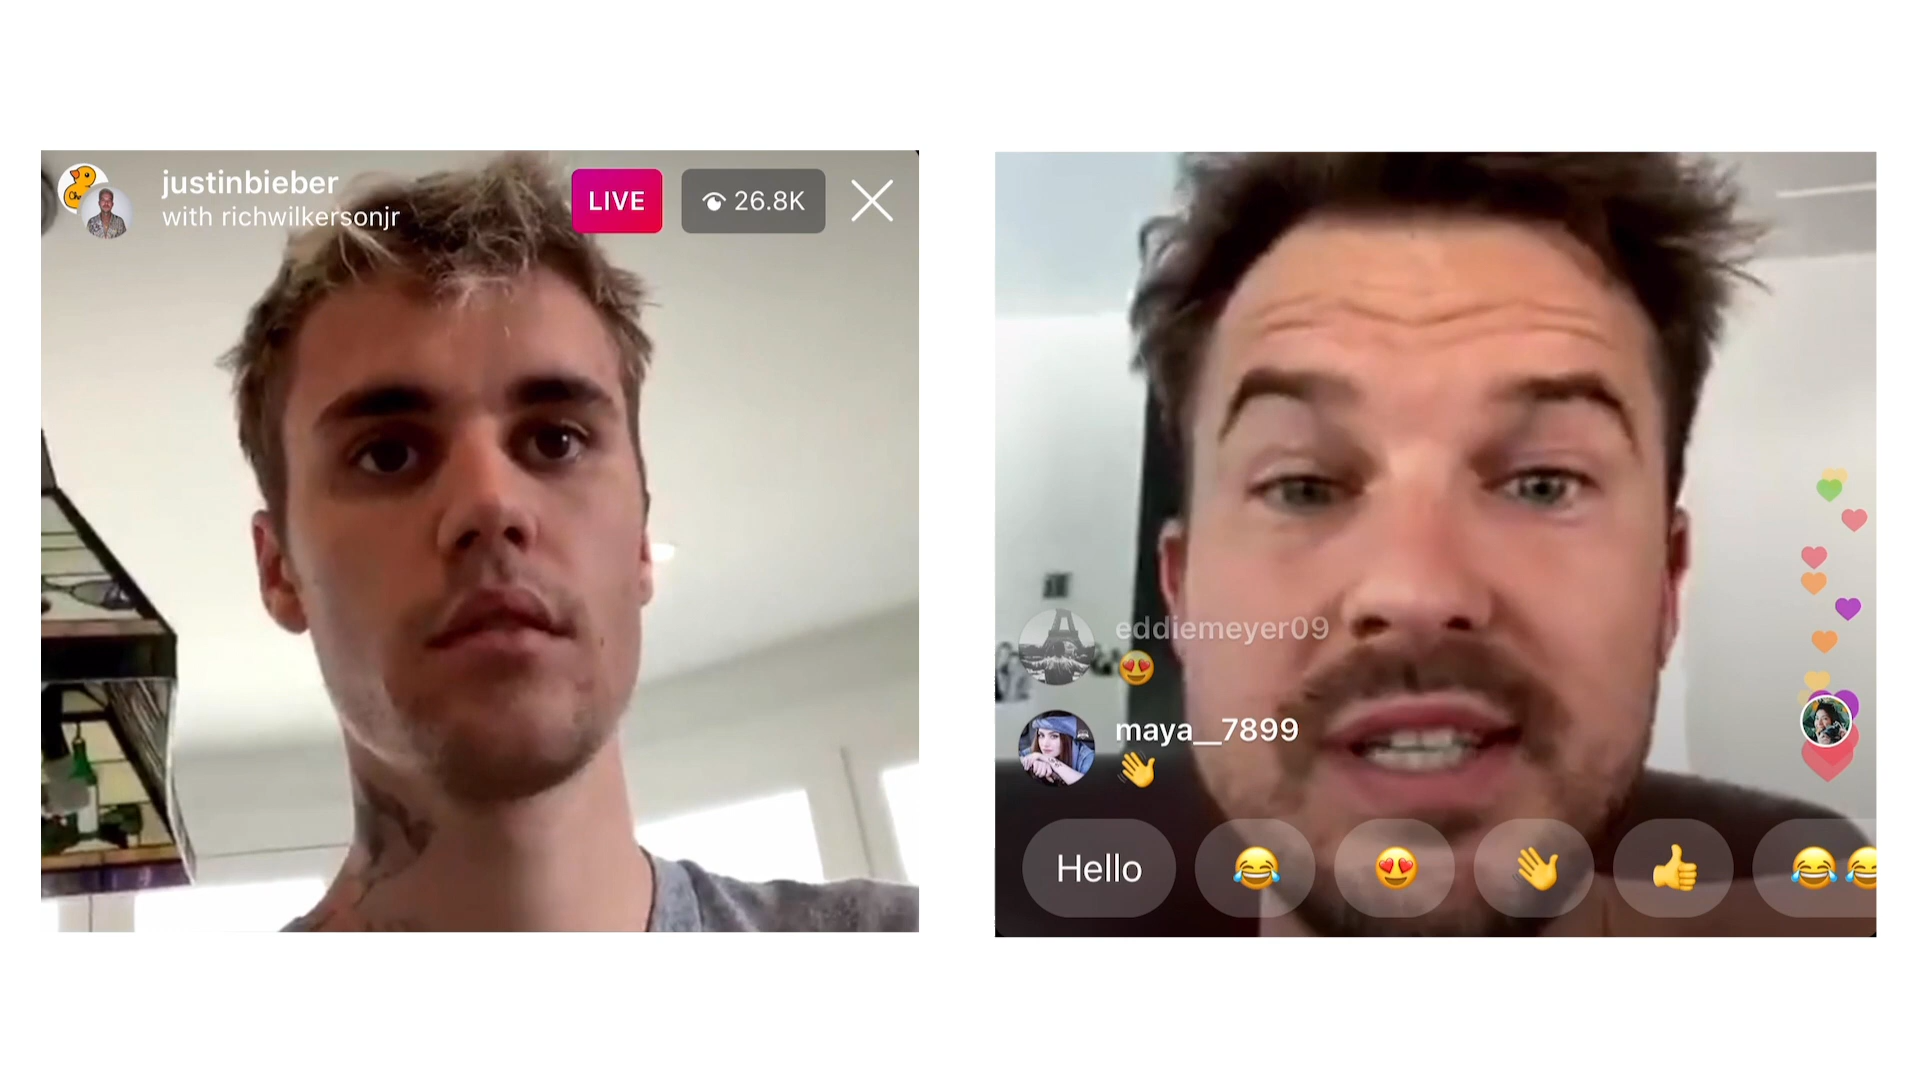 justinbieber
with richwilkersonjr
LIVE
26.8K
eddiemeyer09
maya__7899
Hello